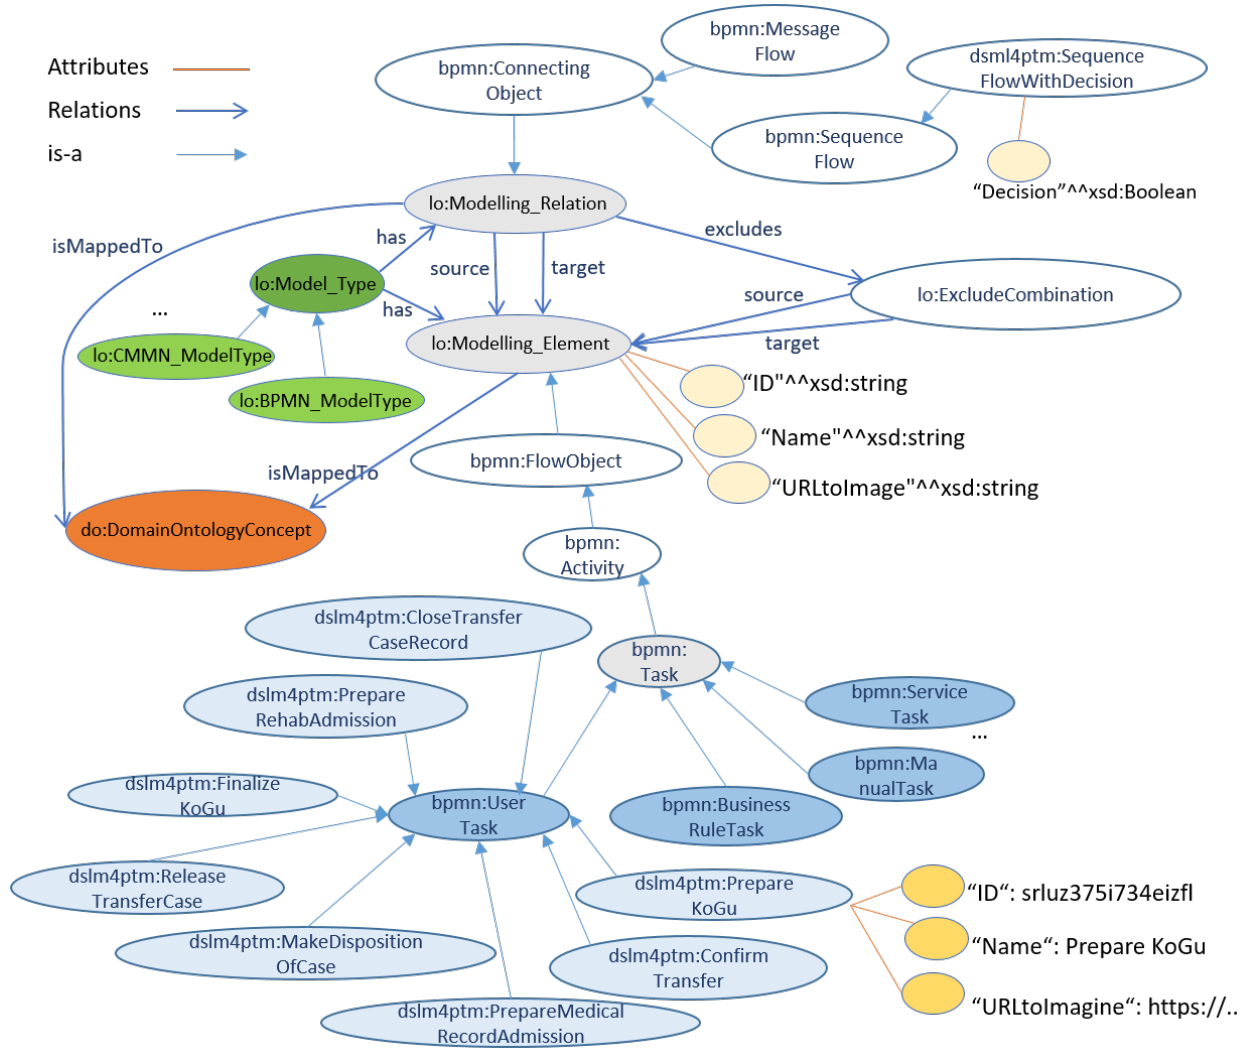 Attributes
Relations
is-a
bpmn:Message
Flow
bpmn:Connecting
Object
dsml4ptm:Sequence
FlowWithDecision
bpmn:Sequence
Flow
“Decision”^^xsd:Boolean
lo:Modelling_Relation
isMappedTo
has
excludes
source
target
lo:Model_Type
has
source
lo:ExcludeCombination
...
lo:CMMN_ModelType
lo:Modelling_Element
target
“ID"^^xsd:string
lo:BPMN_ModelType
“Name"^^xsd:string
bpmn:FlowObject
isMappedTo
“URLtoImage"^^xsd:string
do:DomainOntologyConcept
bpmn:
Activity
dslm4ptm:CloseTransfer
CaseRecord
bpmn:
Task
dslm4ptm:Prepare
RehabAdmission
bpmn:Service
Task
...
bpmn:Ma
nualTask
dslm4ptm:Finalize
KoGu
bpmn:User
Task
bpmn:Business
RuleTask
dslm4ptm:Release
TransferCase
dslm4ptm:Prepare
KoGu
“ID“: srluz375i734eizfl
dslm4ptm:MakeDisposition
OfCase
dslm4ptm:Confirm
Transfer
“Name“: Prepare KoGu
dslm4ptm:PrepareMedical
RecordAdmission
“URLtoImagine“: https://..